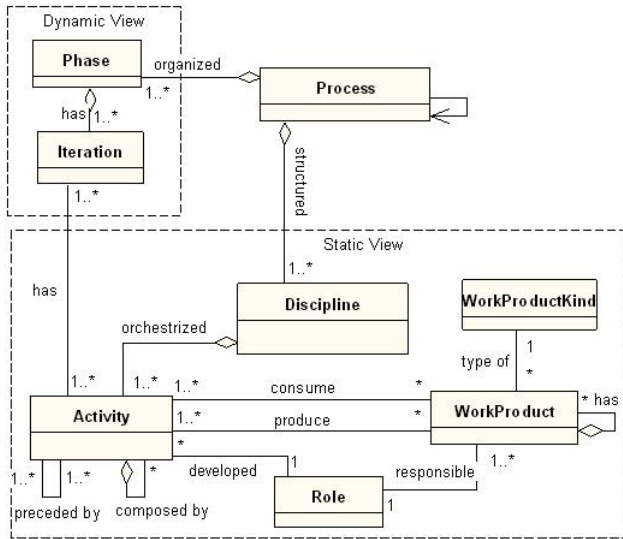 Dynamic View
Phase
organized
1..*
Process
has
1..*
Iteration
1..*
structured
Static View
1..*
has
Discipline
WorkProductKind
orchestrized
1
type of
*
1..*
1..*
1..*
consume
*
* has
Activity
1..*
produce
*
WorkProduct
*
developed
1
responsible
1..*
1..*
1..*
*
Role
1
preceded by
composed by